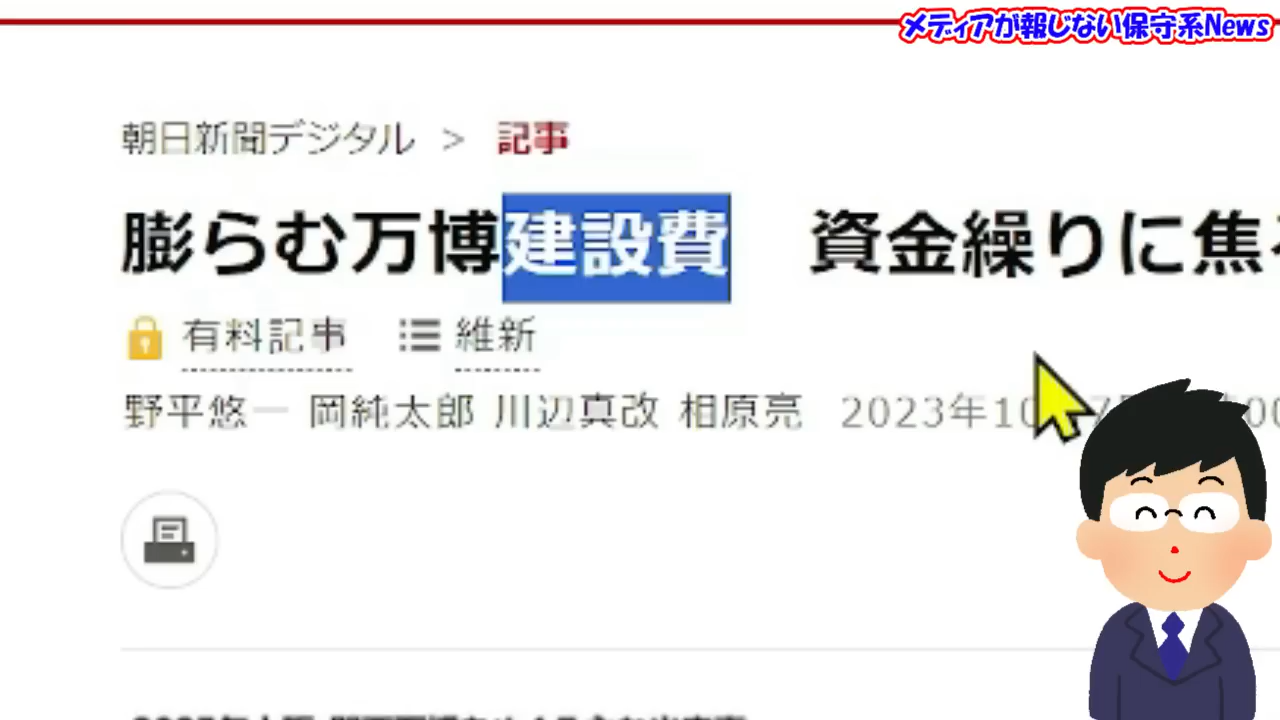 メディアが報じない保守系News
朝日新聞デジタル > 記事
膨らむ万博建設費 資金繰りに焦
有料記事 維新
野平悠一 岡純太郎 川辺真改 相原亮 2023年10